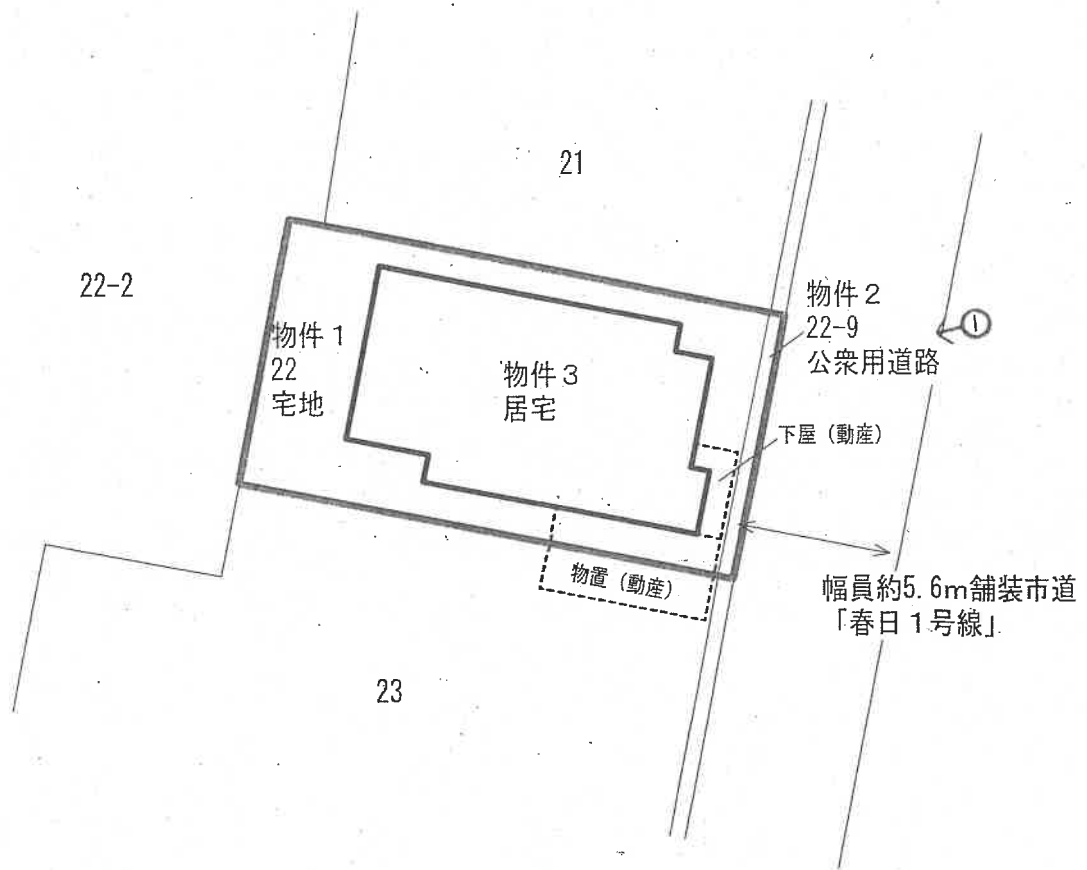 21
22-2
物件1
22
宅地
物件3
居宅
物件2
22-9
公衆用道路
①
下屋(動産)
物置(動産)
幅員約5.6m舗装市道
「春日1号線」
23